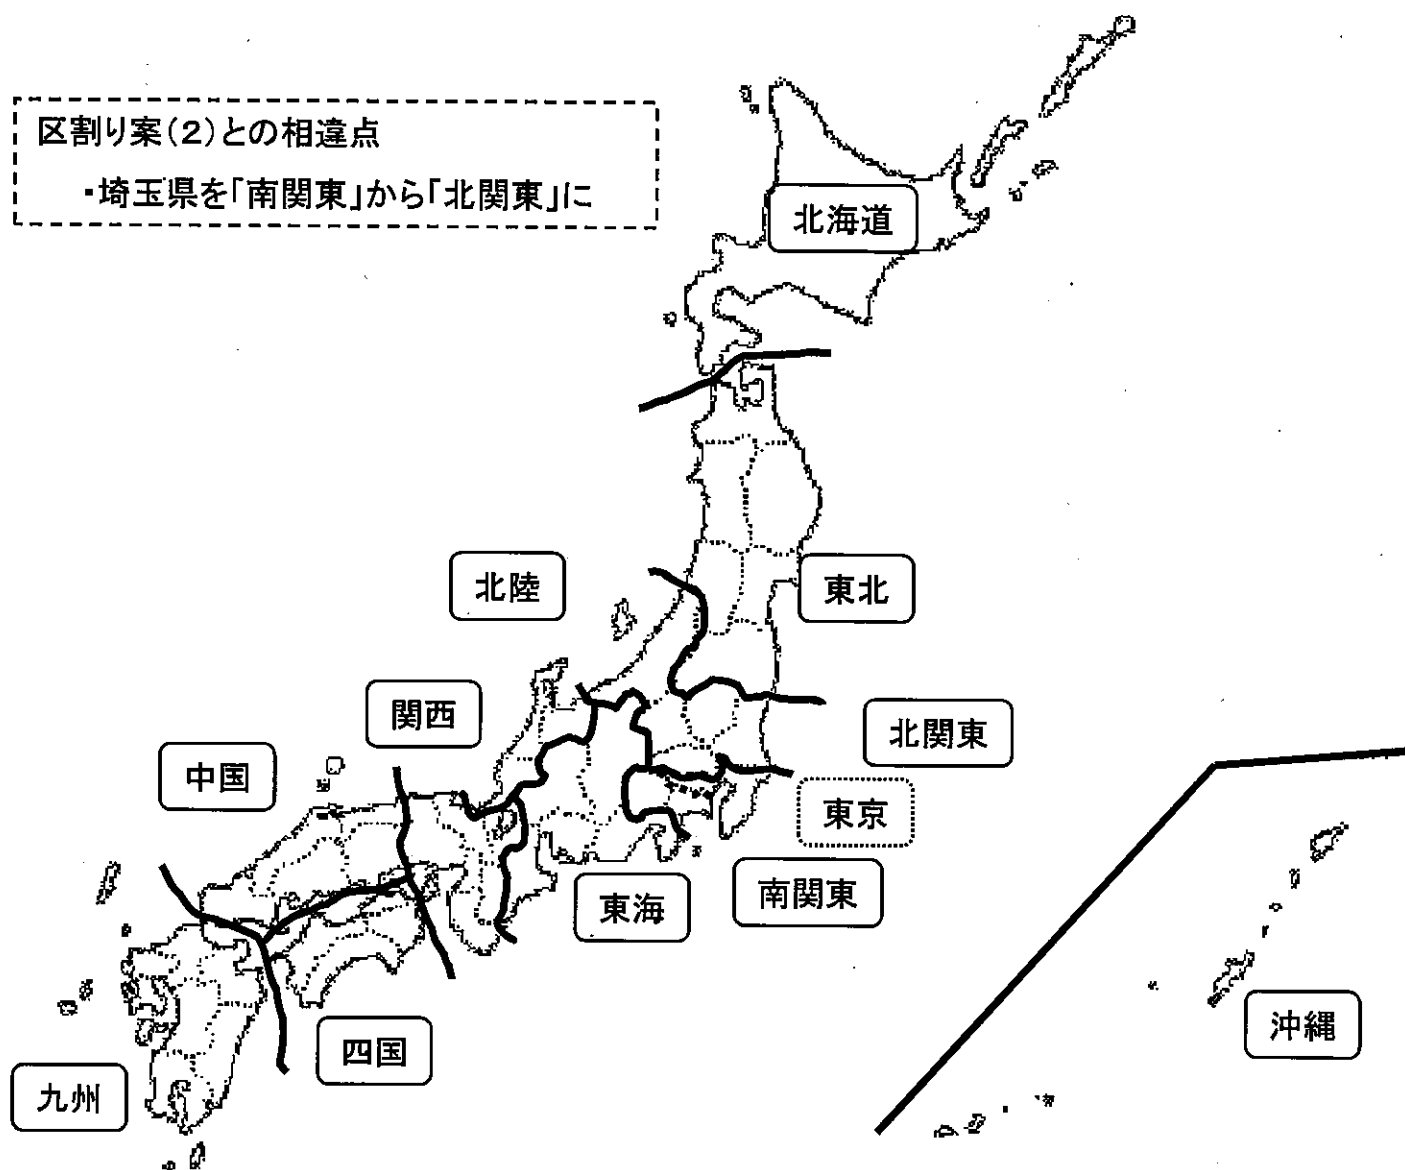 区割り案(2)との相違点
・埼玉県を「南関東」から「北関東」に
北海道
北陸
東北
関西
北関東
中国
東京
南関東
東海
沖縄
四国
九州